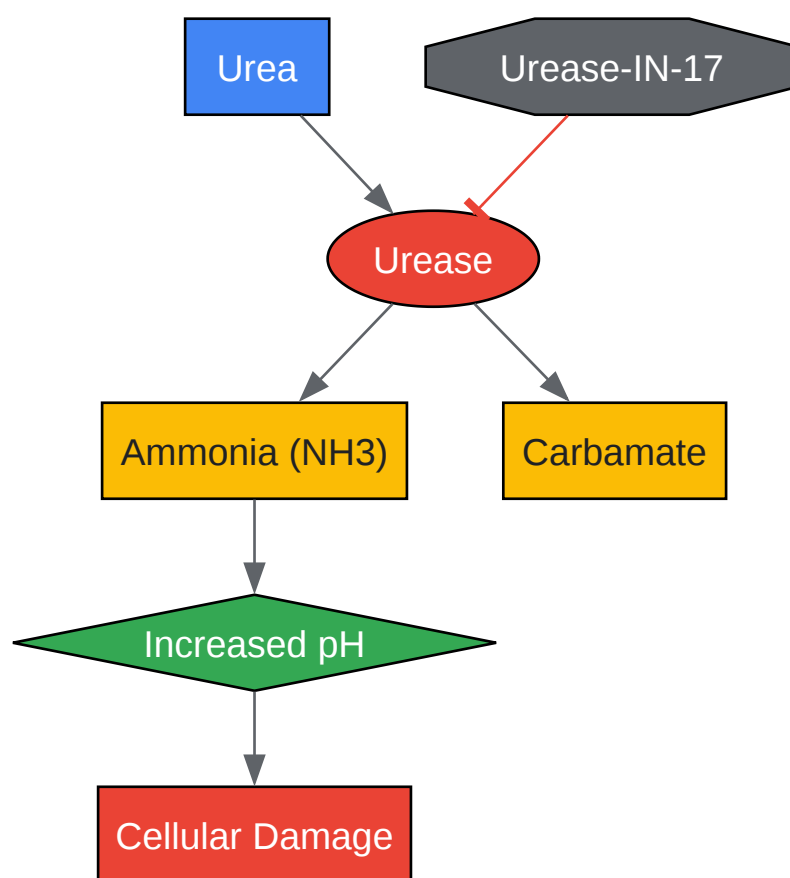 Urea
Urease-IN-17
Urease
Ammonia (NH3)
Carbamate
Increased pH
Cellular Damage